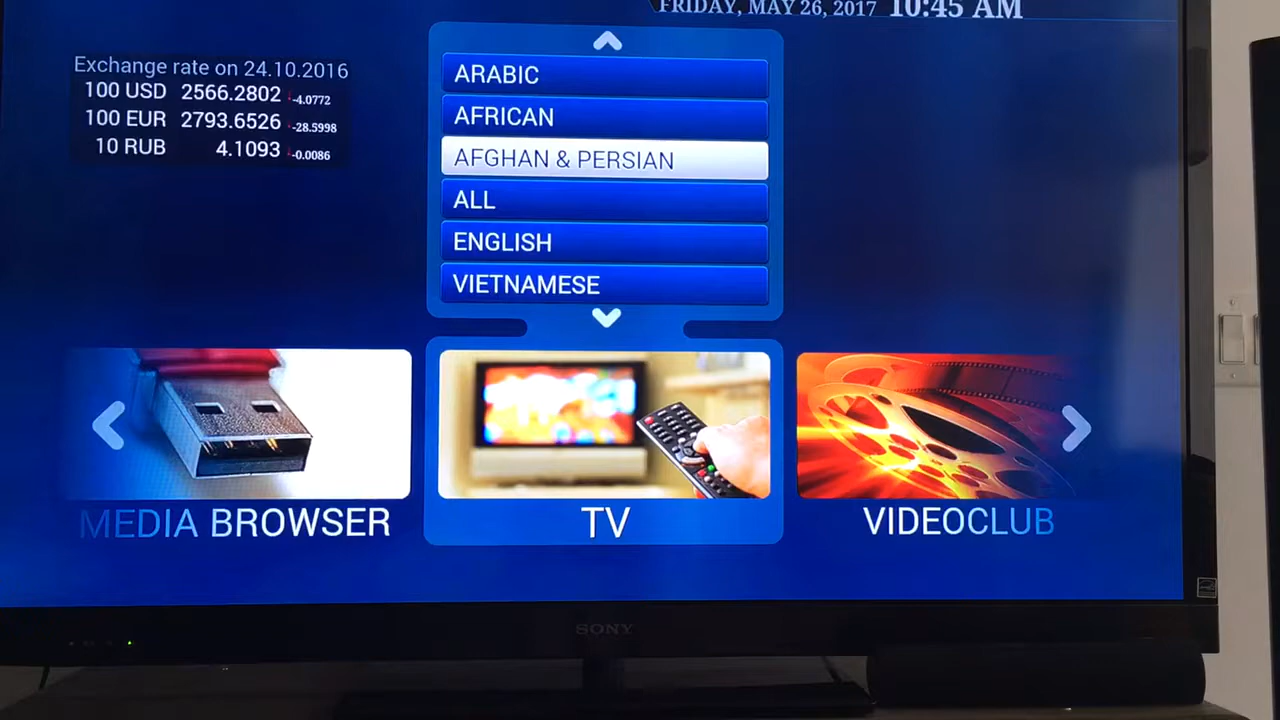 FRIDAY, MAY 26, 2017 10:45 AM
Exchange rate on 24.10.2016
100 USD 2566.2802 ↓-4.0772
100 EUR 2793.6526 ↓-28.5998
10 RUB 4.1093 ↓-0.0086
ARABIC
AFRICAN
AFGHAN & PERSIAN
ALL
ENGLISH
VIETNAMESE
MEDIA BROWSER
TV
VIDEOCLUB
SONY